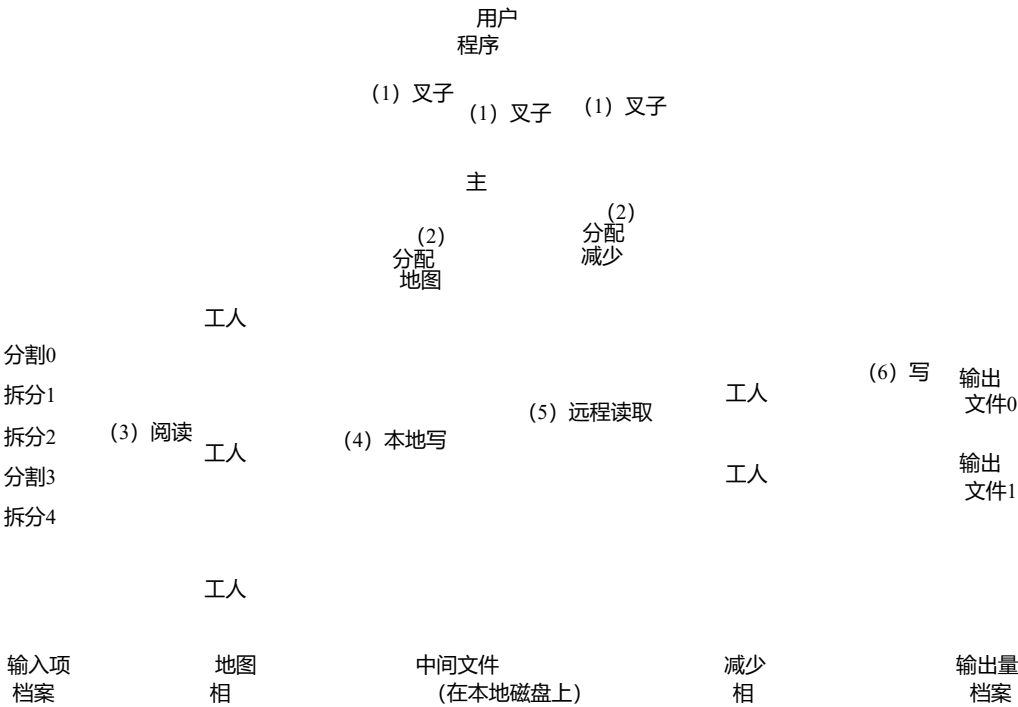 用户
程序
（1）叉子
（1）叉子
（1）叉子
主
（2）
分配
地图
（2）
分配
减少
工人
分割0
拆分1
拆分2
分割3
拆分4
（3）阅读
工人
工人
（4）本地写
（5）远程读取
工人
工人
（6）写
输出
文件0
输出
文件1
输入项
档案
地图
相
中间文件
（在本地磁盘上）
减少
相
输出量
档案